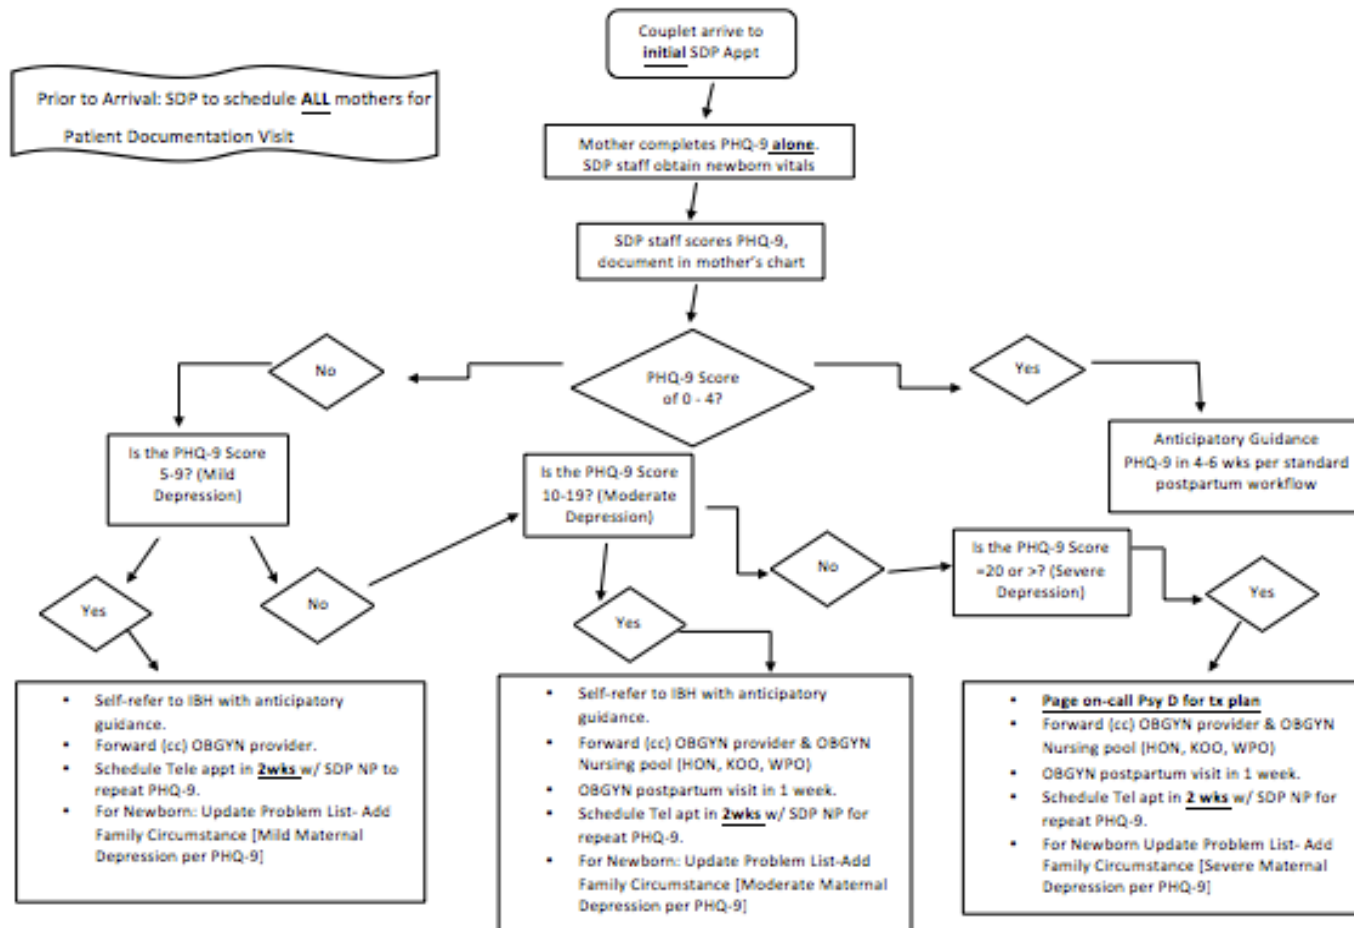 Couplet arrive to
initial SDP Appt
Prior to Arrival: SDP to schedule ALL mothers for
Patient Documentation Visit
Mother completes PHQ-9 alone.
SDP staff obtain newborn vitals
SDP staff scores PHQ-9,
document in mother's chart
PHQ-9 Score
of 0 - 4?
No
Yes
Is the PHQ-9 Score
5-9? (Mild
Depression)
Is the PHQ-9 Score
10-19? (Moderate
Depression)
Anticipatory Guidance
PHQ-9 in 4-6 wks per standard
postpartum workflow
Is the PHQ-9 Score
=20 or >? (Severe
Depression)
Yes
No
Yes
No
Yes
▪ Self-refer to IBH with anticipatory
guidance.
▪ Forward (cc) OBGYN provider.
▪ Schedule Tele appt in 2wks w/ SDP NP to
repeat PHQ-9.
▪ For Newborn: Update Problem List- Add
Family Circumstance [Mild Maternal
Depression per PHQ-9]
▪ Self-refer to IBH with anticipatory
guidance.
▪ Forward (cc) OBGYN provider & OBGYN
Nursing pool (HON, KOO, WPO)
▪ OBGYN postpartum visit in 1 week.
▪ Schedule Tel apt in 2wks w/ SDP NP for
repeat PHQ-9.
▪ For Newborn: Update Problem List-Add
Family Circumstance [Moderate Maternal
Depression per PHQ-9]
▪ Page on-call Psy D for tx plan
▪ Forward (cc) OBGYN provider & OBGYN
Nursing pool (HON, KOO, WPO)
▪ OBGYN postpartum visit in 1 week.
▪ Schedule Tel apt in 2 wks w/ SDP NP for
repeat PHQ-9.
▪ For Newborn Update Problem List- Add
Family Circumstance [Severe Maternal
Depression per PHQ-9]